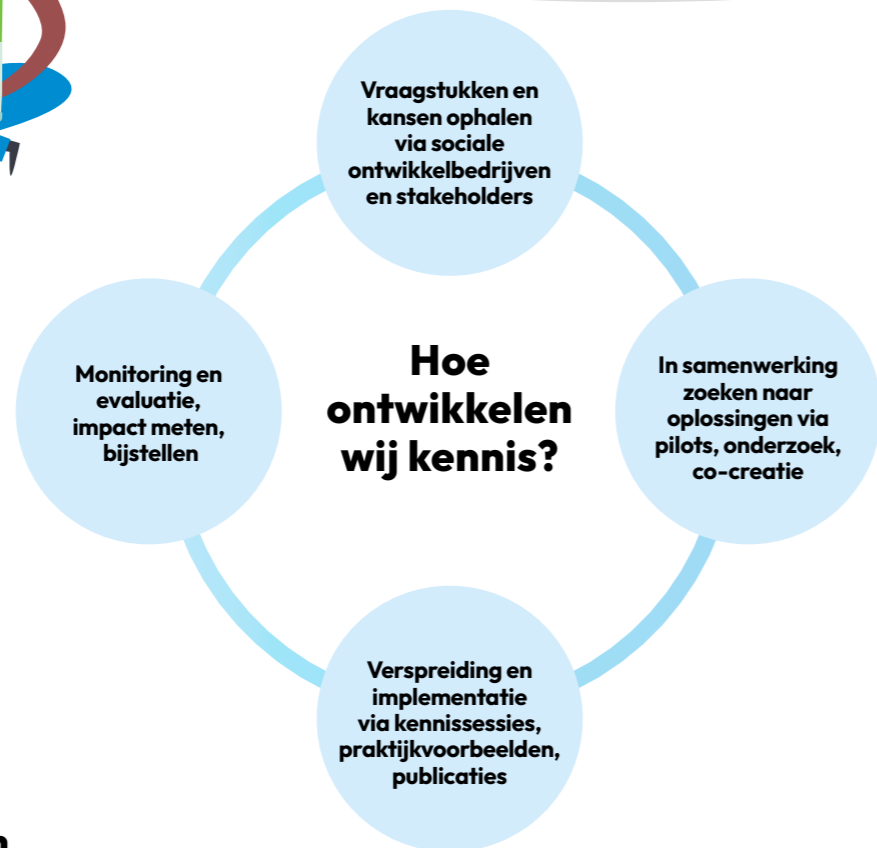 Vraagstukken en
kansen ophalen
via sociale
ontwikkelbedrijven
en stakeholders
Hoe
ontwikkelen
wij kennis?
In samenwerking
zoeken naar
oplossingen via
pilots, onderzoek,
co-creatie
Verspreiding en
implementatie
via kennissessies,
praktijkvoorbeelden,
publicaties
Monitoring en
evaluatie,
impact meten,
bijstellen